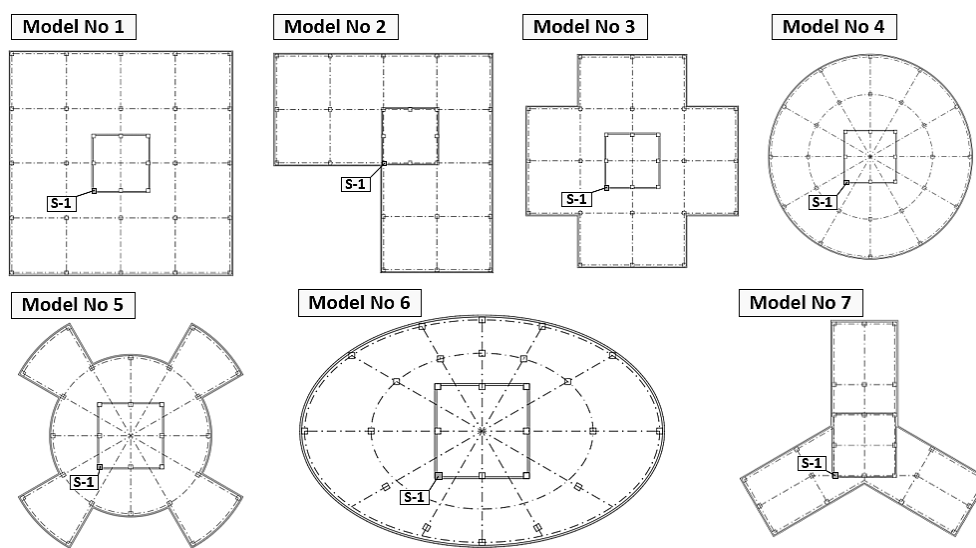 Model No 1
Model No 2
Model No 3
Model No 4
S-1
S-1
S-1
S-1
Model No 5
Model No 6
Model No 7
S-1
S-1
S-1